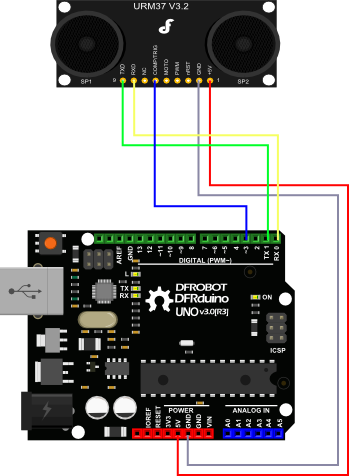 URM37 V3.2
SP1
9
TXD
RXD
NC
COMP/TRIG
MOTO
PWM
nRST
GND
+5V
1
SP2
AREF
GND
~13
12
~11
~10
~9
8
7
~6
~5
4
~3
2
TX 1
RX 0
DIGITAL (PWM~)
L
TX
RX
DFROBOT
DFRduino
UNO v3.0[R3]
ON
ICSP
POWER
ANALOG IN
IOREF
RESET
3V3
5V
GND
GND
VIN
A0
A1
A2
A3
A4
A5